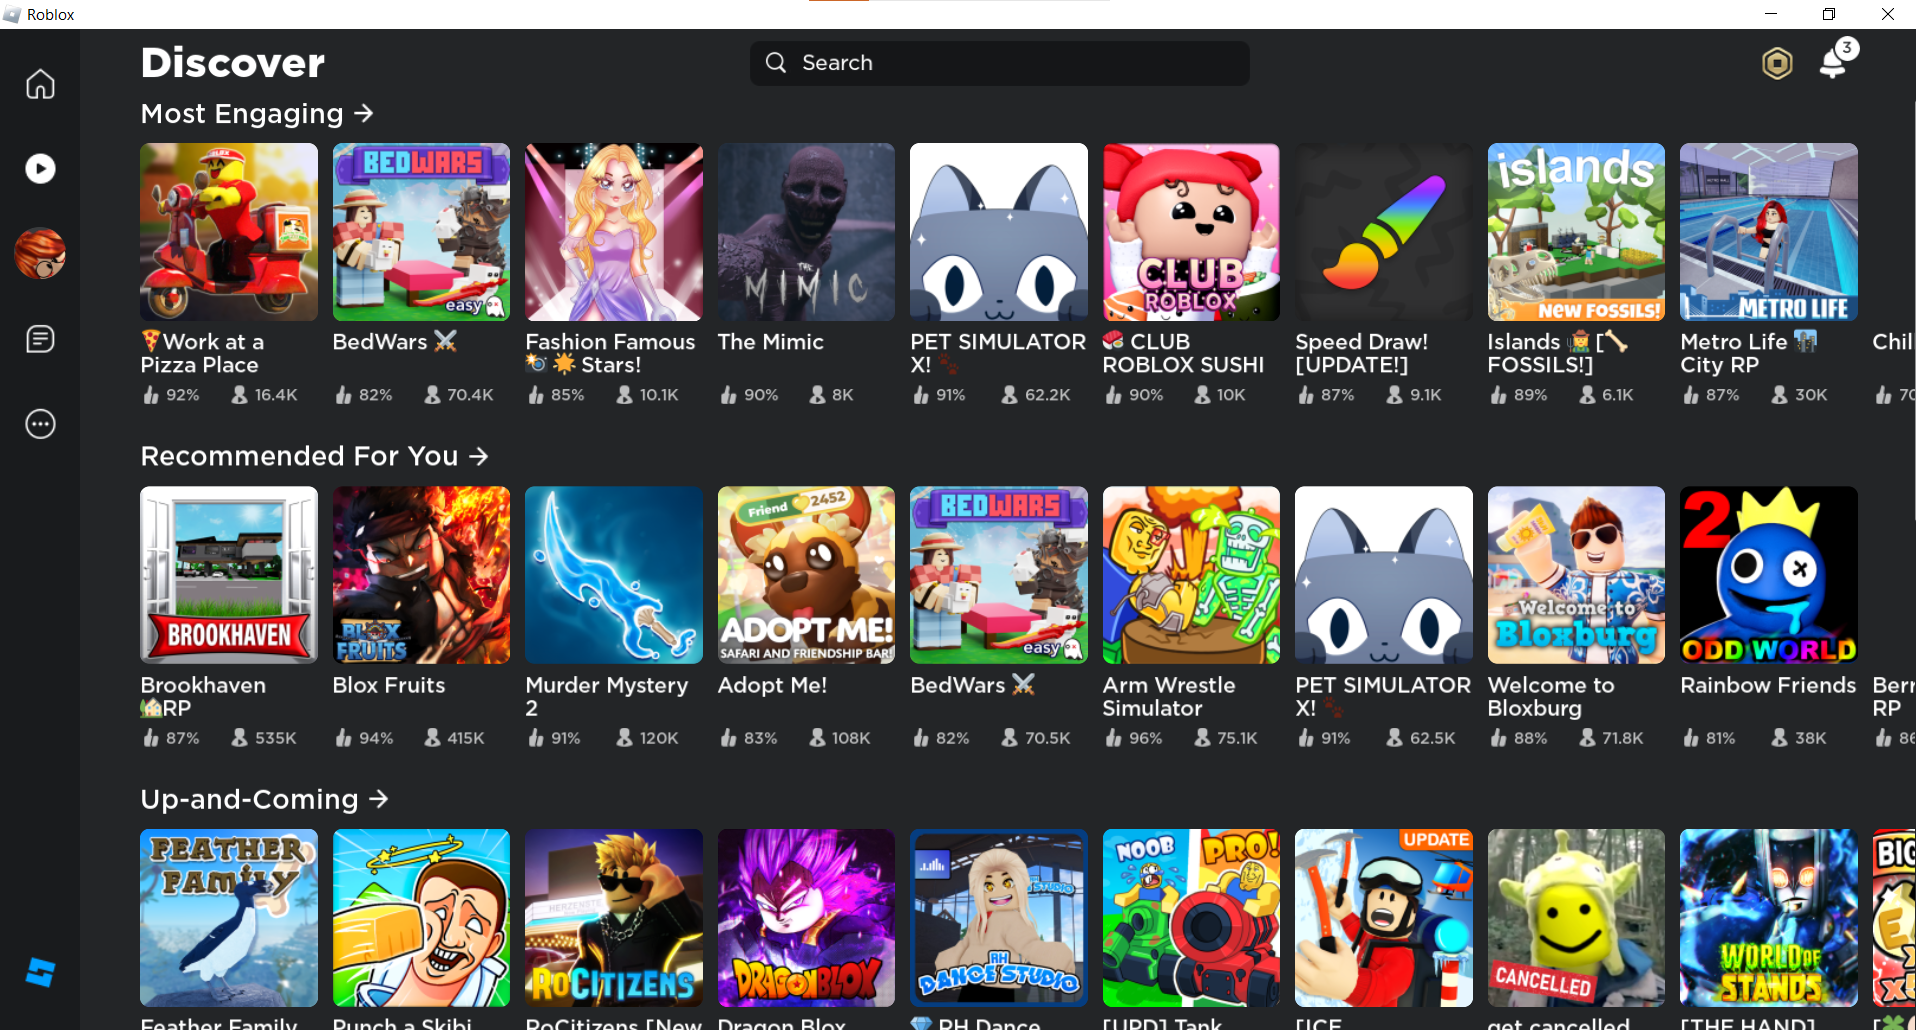 Roblox
Discover
Search
3
Most Engaging →
BEDWARS
easy
THE
MIMIC
CLUB
ROBLOX
islands
NEW FOSSILS!
METRO LIFE
🍕Work at a
Pizza Place
BedWars ⚔️
Fashion Famous
📸🌟 Stars!
The Mimic
PET SIMULATOR
X! 🐾
🍣 CLUB
ROBLOX SUSHI
Speed Draw!
[UPDATE!]
Islands 🤠 [🦴
FOSSILS!]
Metro Life 🏙️
City RP
Chil
92% 16.4K
82% 70.4K
85% 10.1K
90% 8K
91% 62.2K
90% 10K
87% 9.1K
89% 6.1K
87% 30K
70
Recommended For You →
BROOKHAVEN
BLOX
FRUITS
Friend 2452
ADOPT ME!
SAFARI AND FRIENDSHIP BAR!
BEDWARS
easy
Welcome to
Bloxburg
2
ODD WORLD
Brookhaven
🏡RP
Blox Fruits
Murder Mystery
2
Adopt Me!
BedWars ⚔️
Arm Wrestle
Simulator
PET SIMULATOR
X! 🐾
Welcome to
Bloxburg
Rainbow Friends
Berr
RP
87% 535K
94% 415K
91% 120K
83% 108K
82% 70.5K
96% 75.1K
91% 62.5K
88% 71.8K
81% 38K
86
Up-and-Coming →
FEATHER
FAMILY
HERZENSTE
ROCITIZENS
DRAGON BLOX
RH
DANCE STUDIO
NOOB
PRO!
UPDATE
CANCELLED
WORLD OF
STANDS
BIG
E
x5
Feather Family
Punch a Skibi
RoCitizens [New
Dragon Blox
💎 RH Dance
[UPD] Tank
[ICE
get cancelled
[THE HAND]